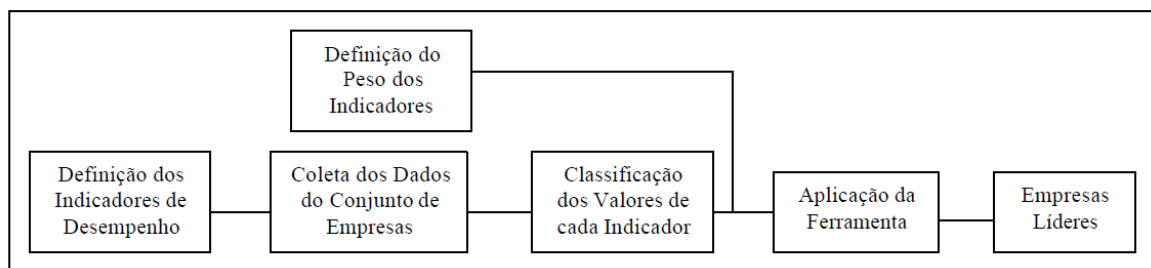 Definição do
Peso dos
Indicadores
Definição dos
Indicadores de
Desempenho
Coleta dos Dados
do Conjunto de
Empresas
Classificação
dos Valores de
cada Indicador
Aplicação da
Ferramenta
Empresas
Líderes